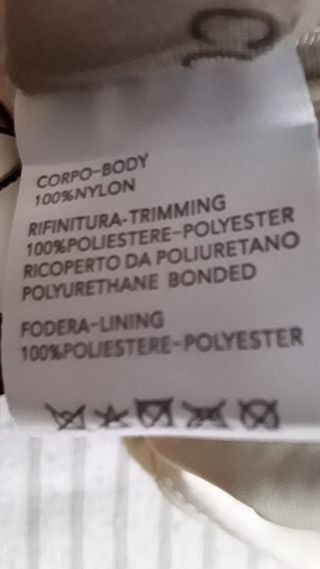 CORPO-BODY
100%NYLON
RIFINITURA-TRIMMING
100%POLIESTERE-POLYESTER
RICOPERTO DA POLIURETANO
POLYURETHANE BONDED
FODERA-LINING
100%POLIESTERE-POLYESTER